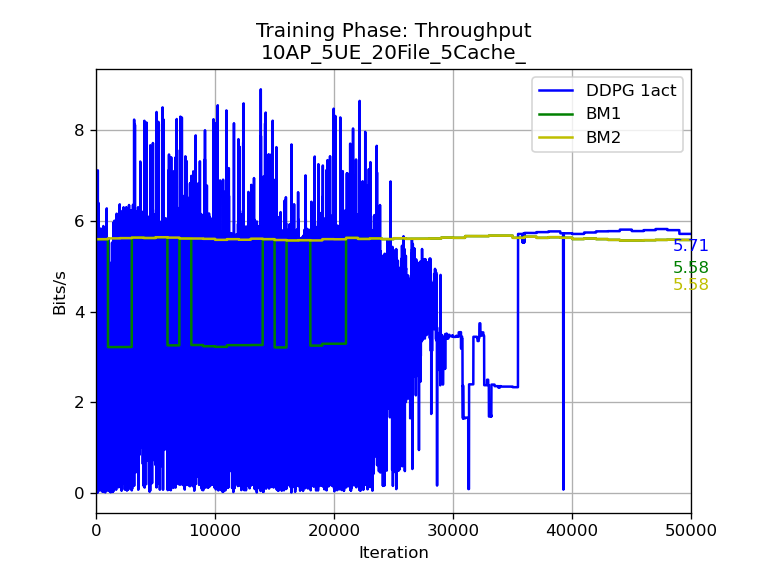 Training Phase: Throughput
10AP_5UE_20File_5Cache_
DDPG 1act
BM1
BM2
Bits/s
8
6
4
2
0
5.71
5.58
5.58
0
10000
20000
30000
40000
50000
Iteration